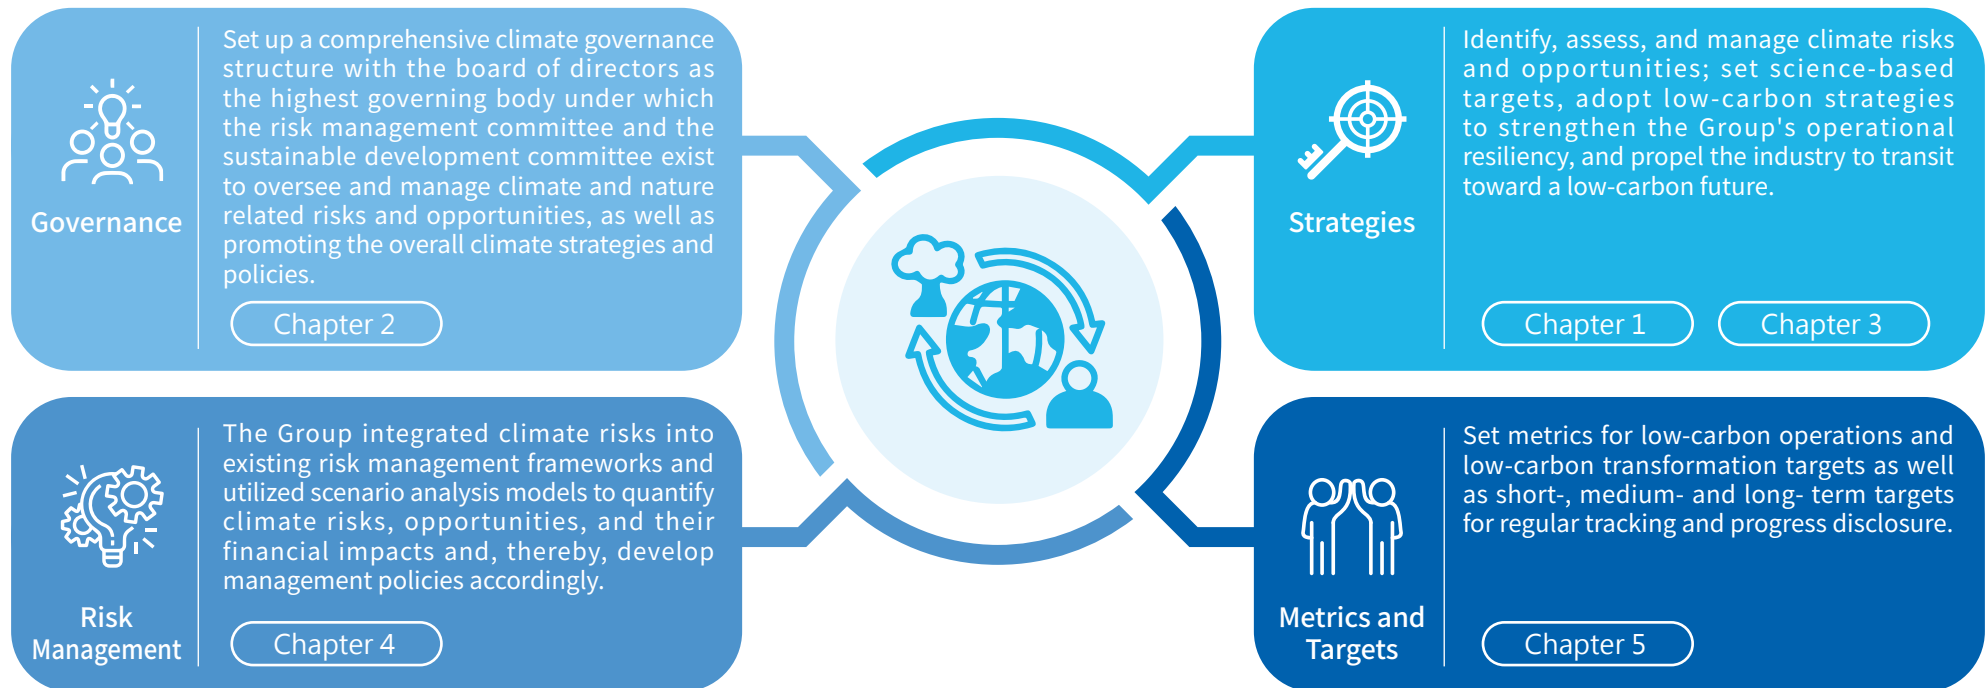 Governance
Set up a comprehensive climate governance
structure with the board of directors as
the highest governing body under which
the risk management committee and the
sustainable development committee exist
to oversee and manage climate and nature
related risks and opportunities, as well as
promoting the overall climate strategies and
policies.
Chapter 2
Strategies
Identify, assess, and manage climate risks
and opportunities; set science-based
targets, adopt low-carbon strategies
to strengthen the Group's operational
resiliency, and propel the industry to transit
toward a low-carbon future.
Chapter 1
Chapter 3
Risk
Management
The Group integrated climate risks into
existing risk management frameworks and
utilized scenario analysis models to quantify
climate risks, opportunities, and their
financial impacts and, thereby, develop
management policies accordingly.
Chapter 4
Metrics and
Targets
Set metrics for low-carbon operations and
low-carbon transformation targets as well
as short-, medium- and long- term targets
for regular tracking and progress disclosure.
Chapter 5